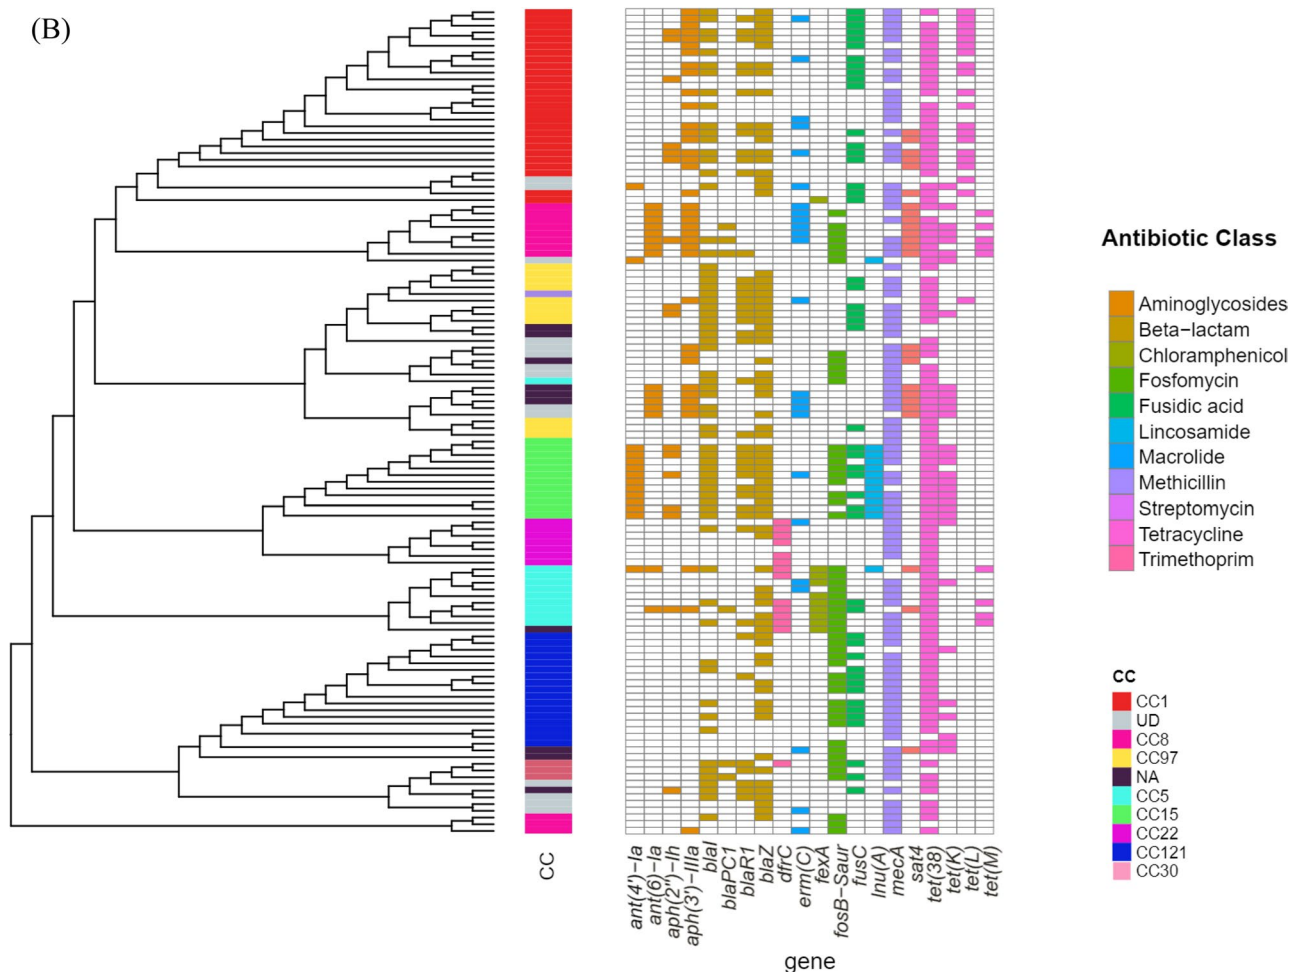 (B)
CC
ant(4')−Ia
ant(6)−Ia
aph(2'')−Ih
aph(3')−IIIa
blaI
blaPC1
blaR1
blaZ
dfrC
erm(C)
fexA
fosB−Saur
fusC
lnu(A)
mecA
sat4
tet(38)
tet(K)
tet(L)
tet(M)
gene
Antibiotic Class
Aminoglycosides
Beta−lactam
Chloramphenicol
Fosfomycin
Fusidic acid
Lincosamide
Macrolide
Methicillin
Streptomycin
Tetracycline
Trimethoprim
CC
CC1
UD
CC8
CC97
NA
CC5
CC15
CC22
CC121
CC30